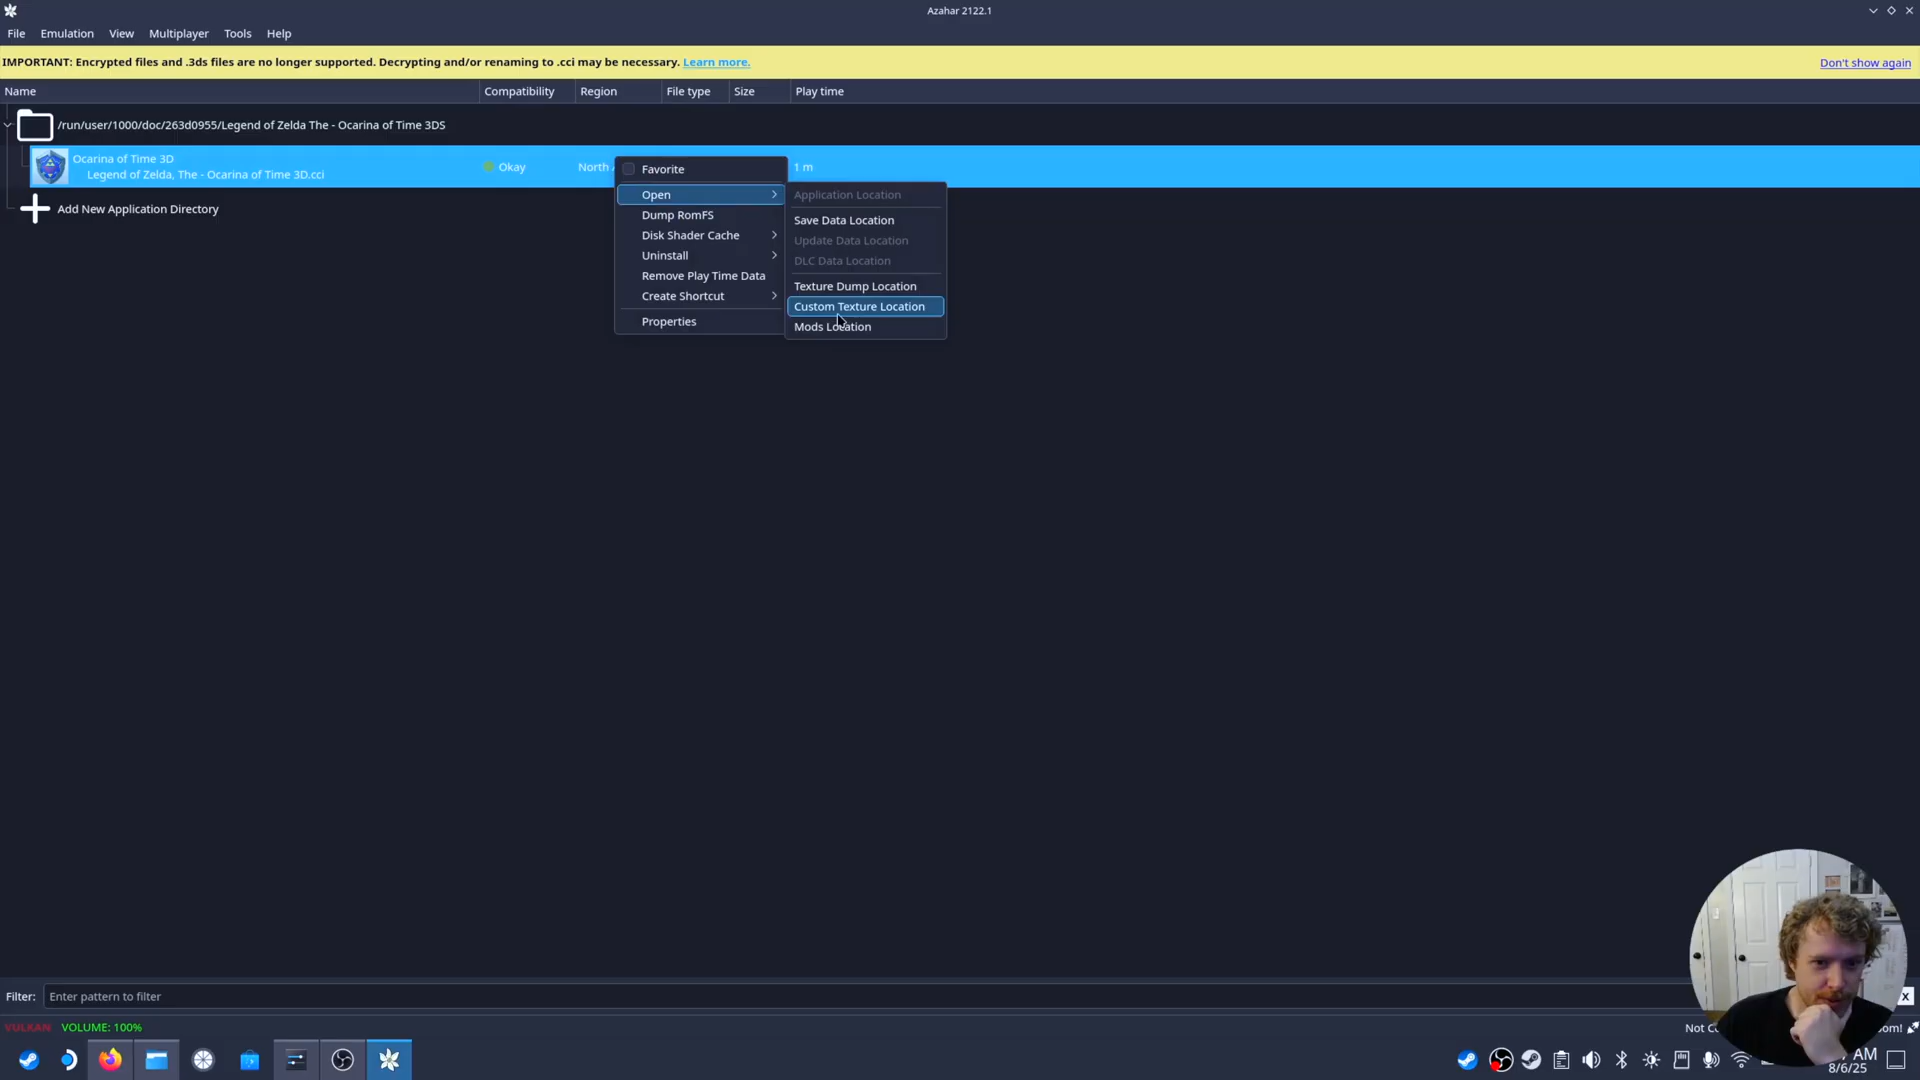 Azahar 2122.1
File Emulation View Multiplayer Tools Help
IMPORTANT: Encrypted files and .3ds files are no longer supported. Decrypting and/or renaming to .cci may be necessary. Learn more. Don't show again
Name Compatibility Region File type Size Play time
/run/user/1000/doc/263d0955/Legend of Zelda The - Ocarina of Time 3DS
Ocarina of Time 3D
Legend of Zelda, The - Ocarina of Time 3D.cci
Okay North 1 m
Add New Application Directory
Favorite
Open
Dump RomFS
Disk Shader Cache
Uninstall
Remove Play Time Data
Create Shortcut
Properties
Application Location
Save Data Location
Update Data Location
DLC Data Location
Texture Dump Location
Custom Texture Location
Mods Location
Filter: Enter pattern to filter X
VULKAN VOLUME: 100% Not
AM
8/6/25